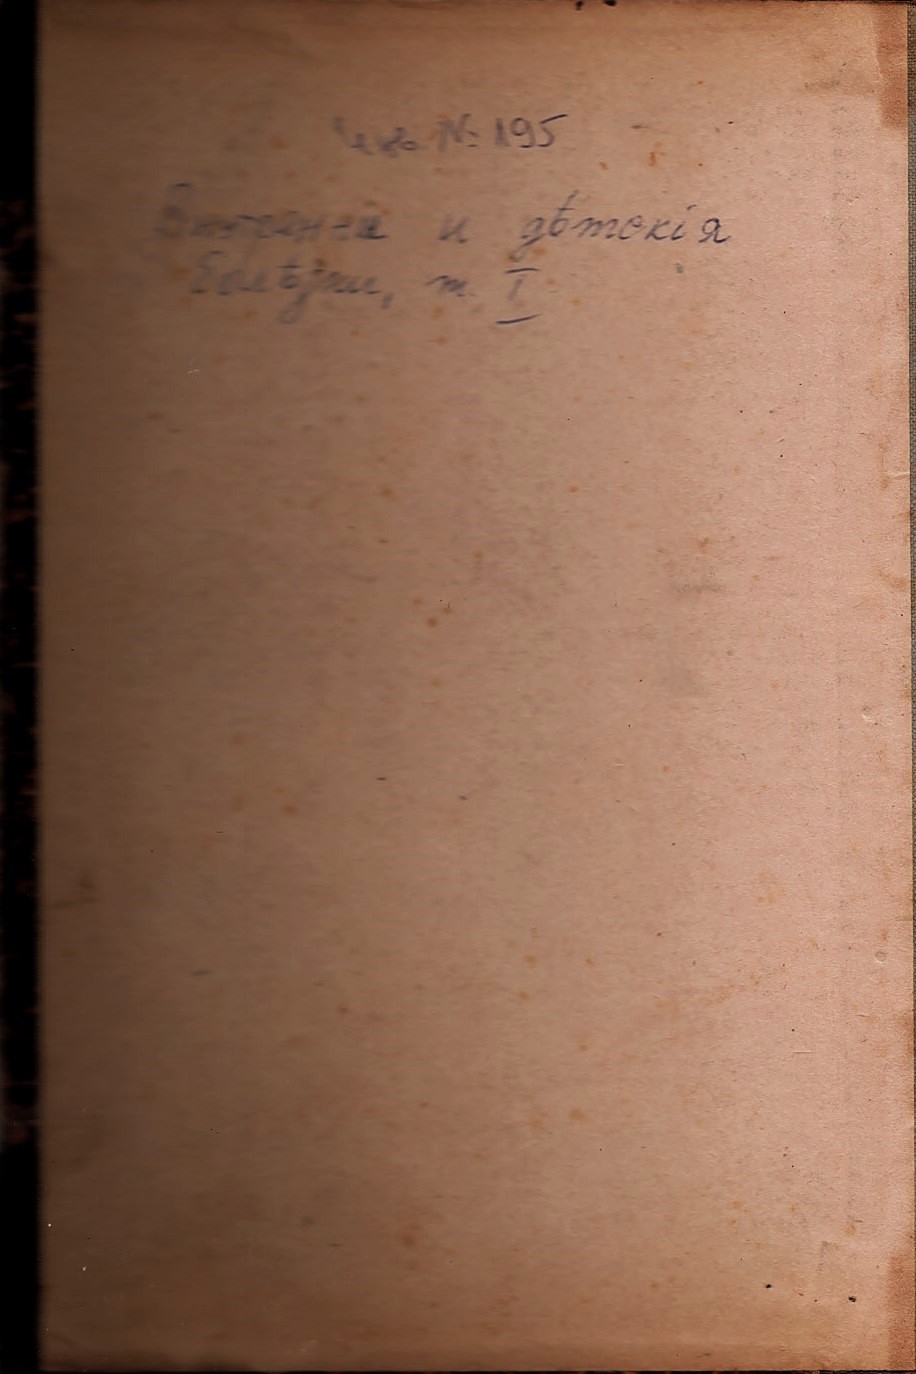 № 195
и дѣтскія
болѣзни, т. I